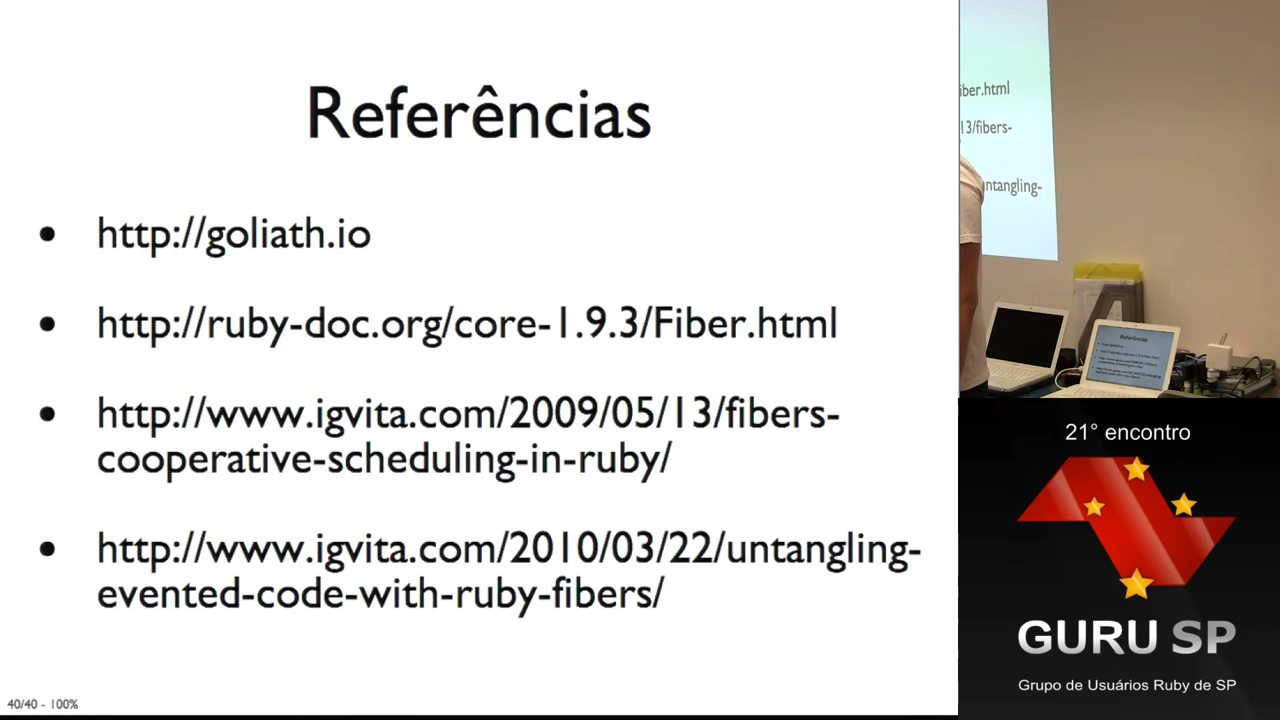 Referências
• http://goliath.io
• http://ruby-doc.org/core-1.9.3/Fiber.html
• http://www.igvita.com/2009/05/13/fibers-
cooperative-scheduling-in-ruby/
• http://www.igvita.com/2010/03/22/untangling-
evented-code-with-ruby-fibers/
40/40 - 100%
iber.html
13/fibers-
untangling-
Referências
21° encontro
GURU SP
Grupo de Usuários Ruby de SP